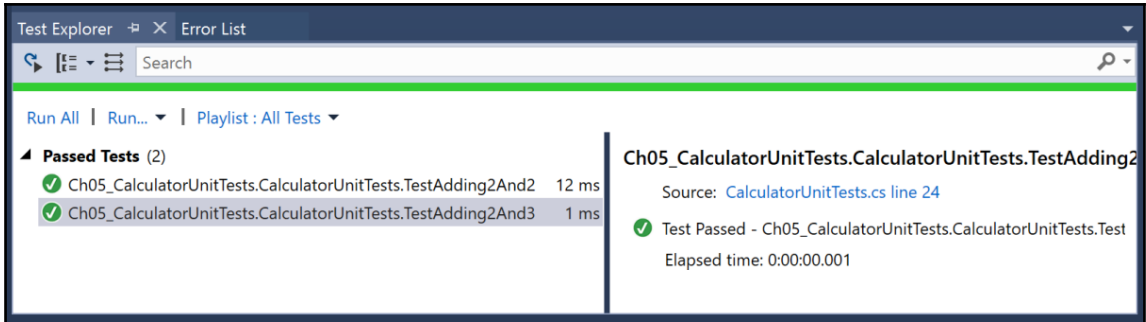 Test Explorer Error List
Search
Run All | Run... | Playlist : All Tests
Passed Tests (2)
Ch05_CalculatorUnitTests.CalculatorUnitTests.TestAdding2And2 12 ms
Ch05_CalculatorUnitTests.CalculatorUnitTests.TestAdding2And3 1 ms
Ch05_CalculatorUnitTests.CalculatorUnitTests.TestAdding2
Source: CalculatorUnitTests.cs line 24
Test Passed - Ch05_CalculatorUnitTests.CalculatorUnitTests.Test
Elapsed time: 0:00:00.001